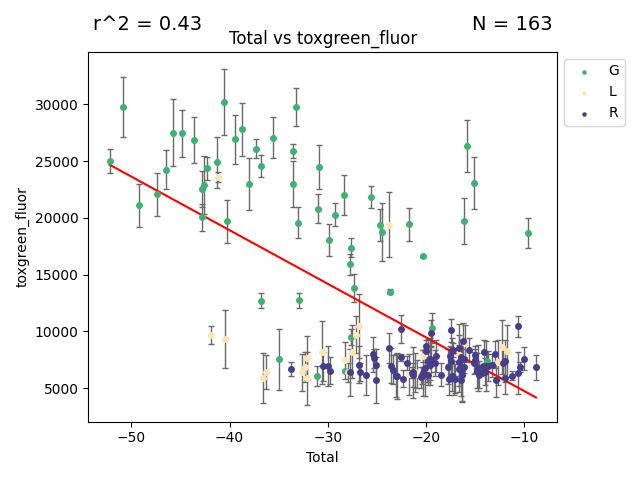 r^2 = 0.43 N = 163
Total vs toxgreen_fluor
G
L
R
30000
25000
20000
15000
10000
5000
toxgreen_fluor
−50 −40 −30 −20 −10
Total